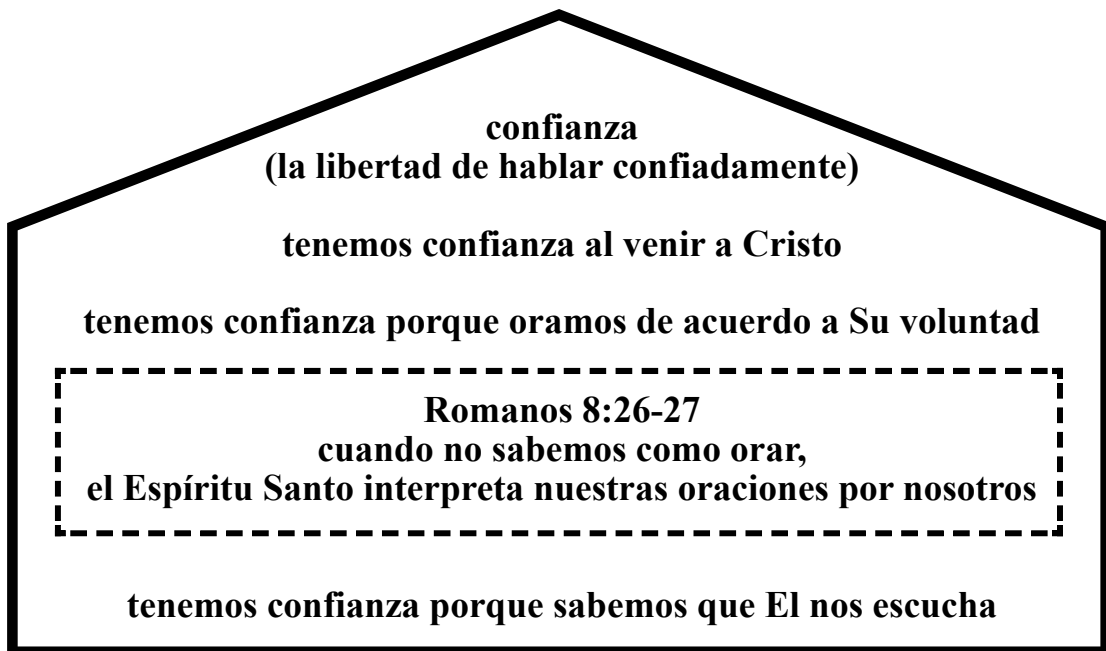 confianza
(la libertad de hablar confiadamente)
tenemos confianza al venir a Cristo
tenemos confianza porque oramos de acuerdo a Su voluntad
Romanos 8:26-27
cuando no sabemos como orar,
el Espíritu Santo interpreta nuestras oraciones por nosotros
tenemos confianza porque sabemos que El nos escucha